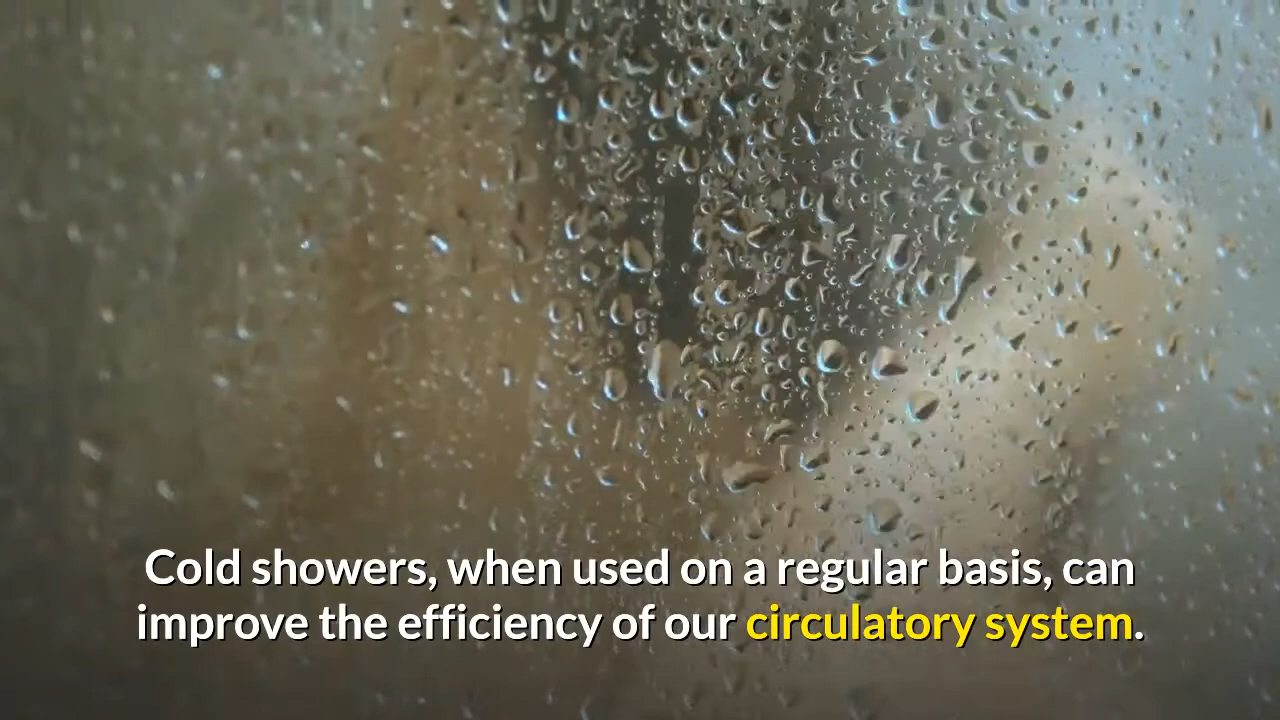 Cold showers, when used on a regular basis, can
improve the efficiency of our circulatory system.